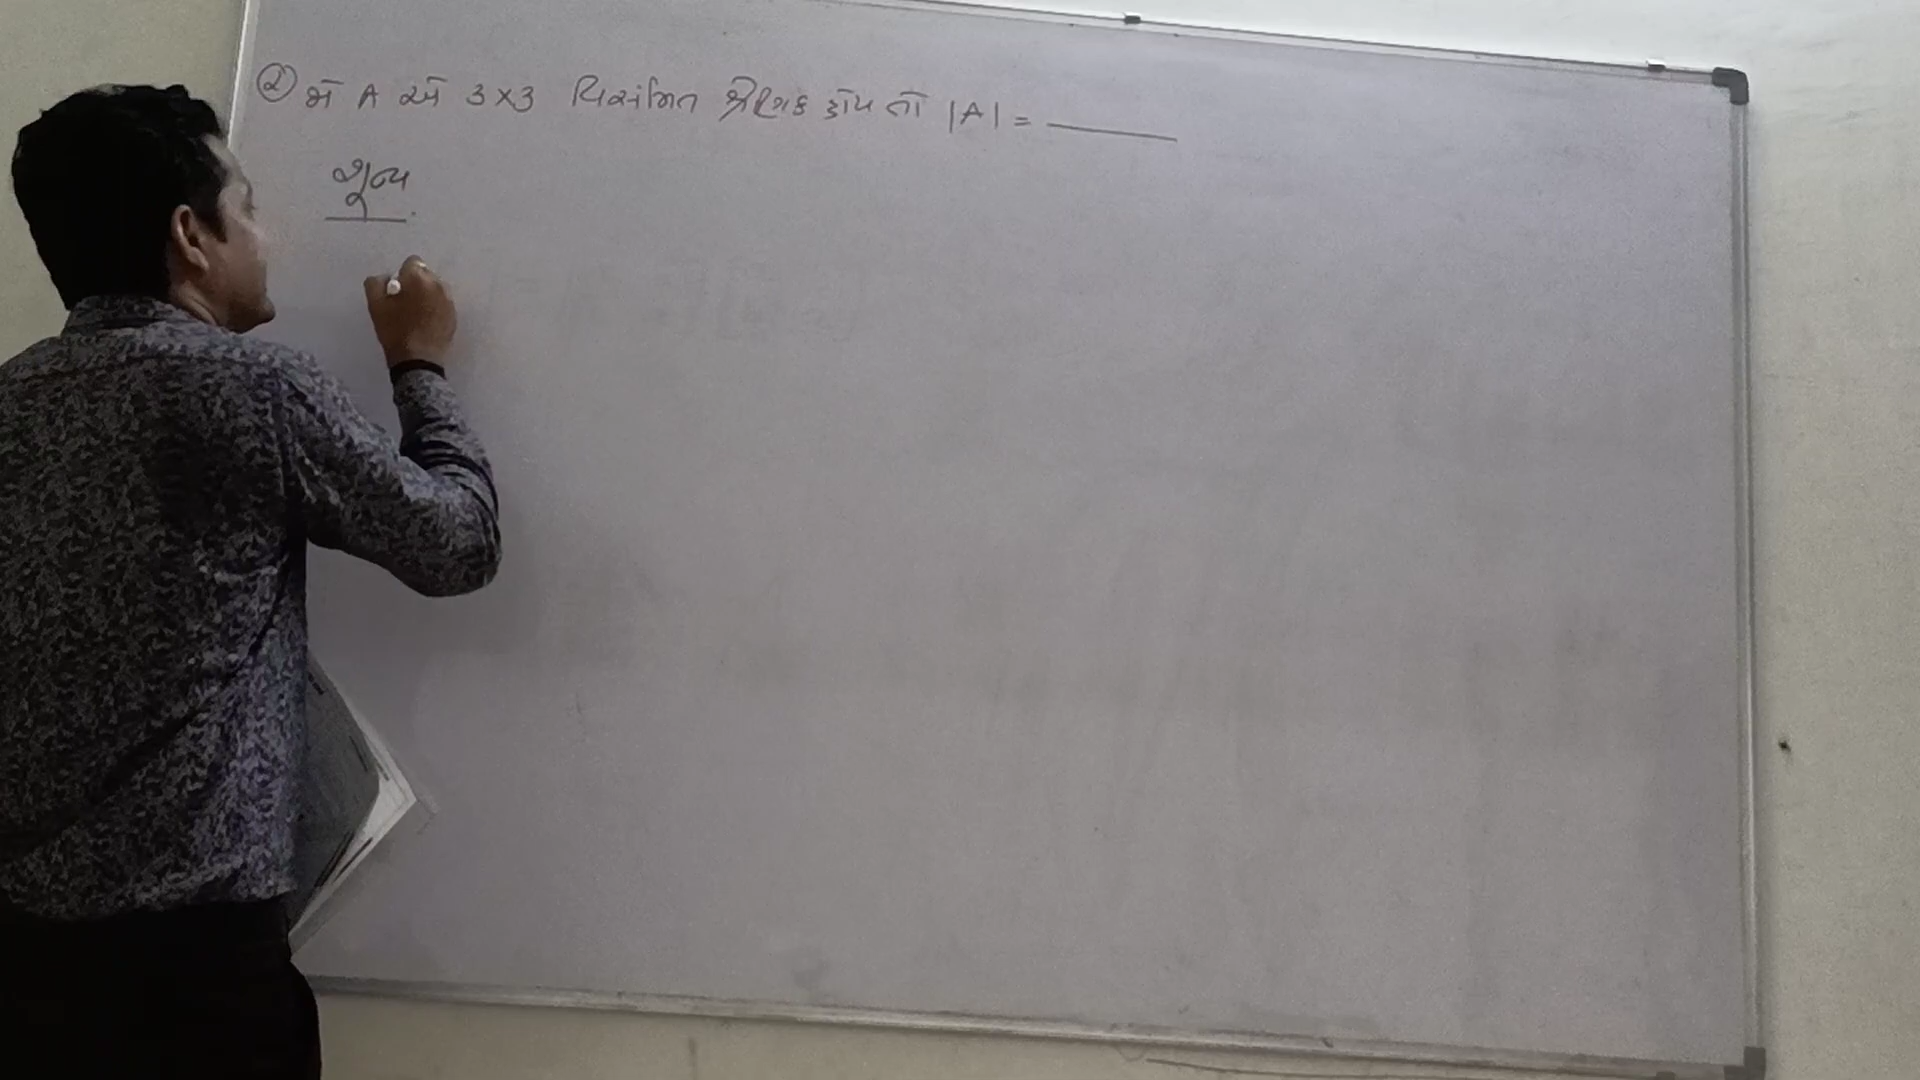 ② જો A એ 3×3 વિસંમિત શ્રેણિક હોય તો |A| = ______
શૂન્ય